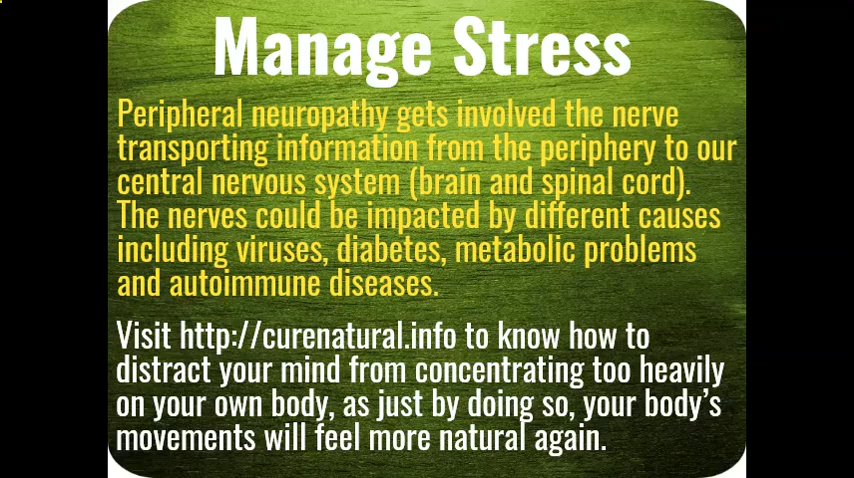 Manage Stress
Peripheral neuropathy gets involved the nerve
transporting information from the periphery to our
central nervous system (brain and spinal cord).
The nerves could be impacted by different causes
including viruses, diabetes, metabolic problems
and autoimmune diseases.
Visit http://curenatural.info to know how to
distract your mind from concentrating too heavily
on your own body, as just by doing so, your body’s
movements will feel more natural again.